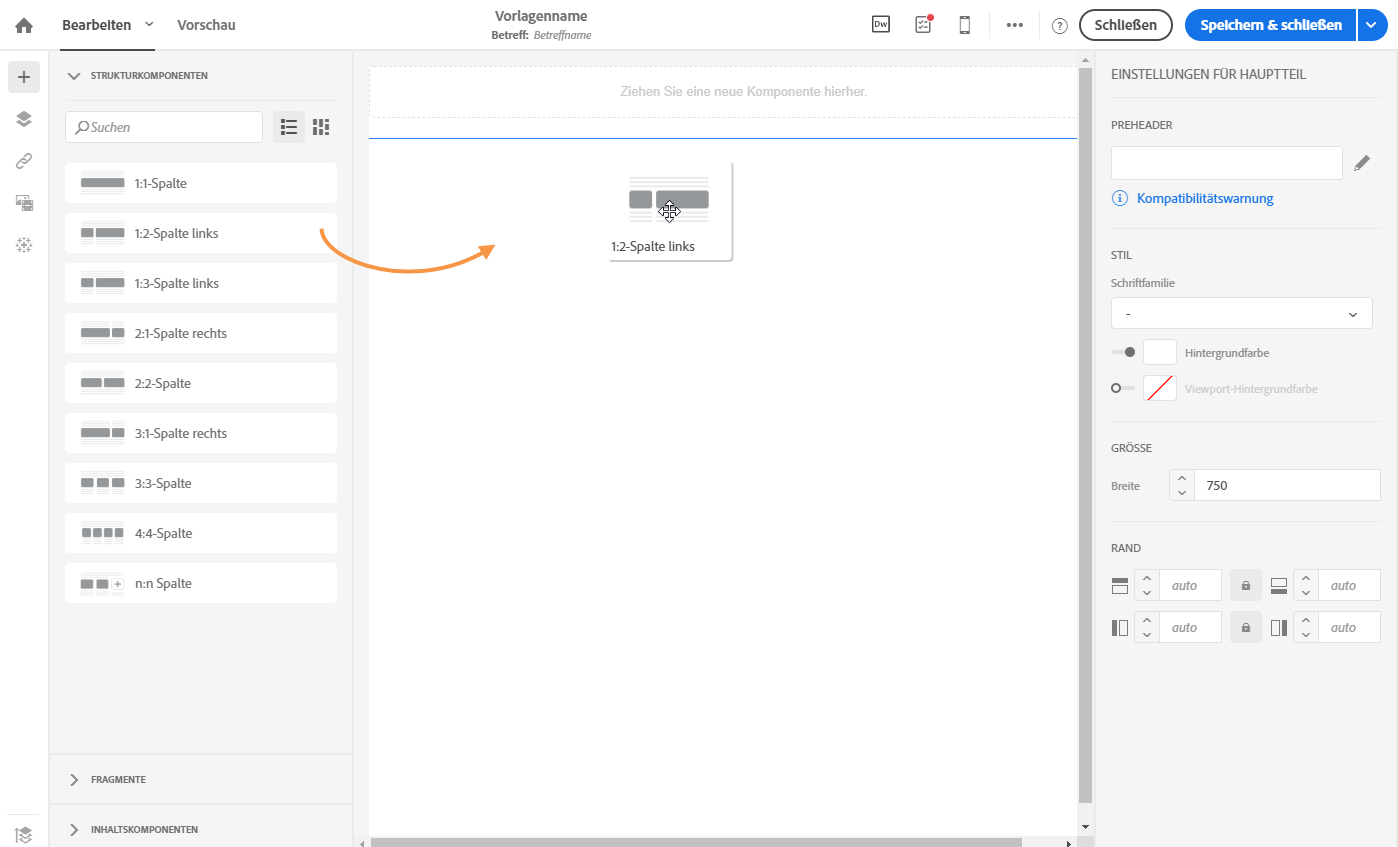 Bearbeiten
Vorschau
Vorlagenname
Betreff: Betreffname
Dw
?
Schließen
Speichern & schließen
STRUKTURKOMPONENTEN
Suchen
1:1-Spalte
1:2-Spalte links
1:3-Spalte links
2:1-Spalte rechts
2:2-Spalte
3:1-Spalte rechts
3:3-Spalte
4:4-Spalte
n:n Spalte
FRAGMENTE
INHALTSKOMPONENTEN
Ziehen Sie eine neue Komponente hierher.
1:2-Spalte links
EINSTELLUNGEN FÜR HAUPTTEIL
PREHEADER
Kompatibilitätswarnung
STIL
Schriftfamilie
-
Hintergrundfarbe
Viewport-Hintergrundfarbe
GRÖSSE
Breite 750
RAND
auto auto
auto auto